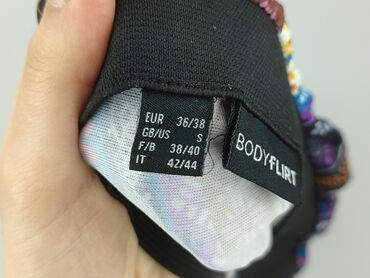 EUR 36/38
GB/US S
F/B 38/40
IT 42/44
BODYFLIRT